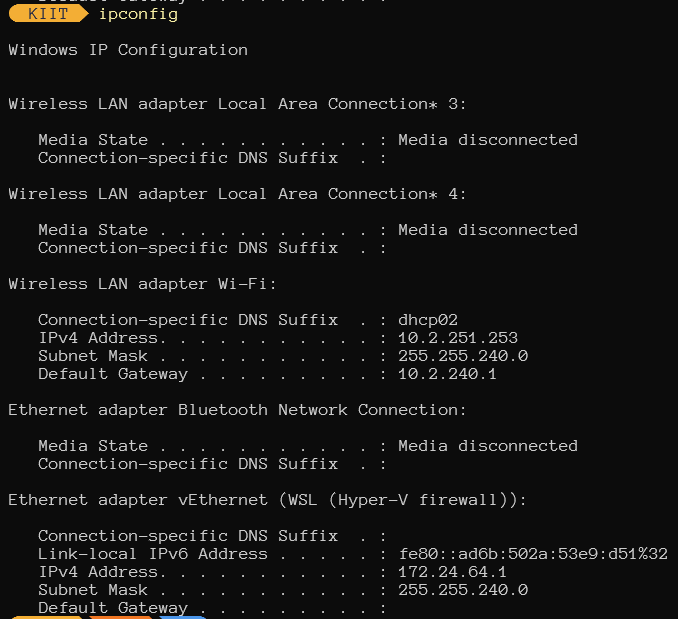 KIIT ipconfig
Windows IP Configuration
Wireless LAN adapter Local Area Connection* 3:
Media State . . . . . . . . . . . : Media disconnected
Connection-specific DNS Suffix . :
Wireless LAN adapter Local Area Connection* 4:
Media State . . . . . . . . . . . : Media disconnected
Connection-specific DNS Suffix . :
Wireless LAN adapter Wi-Fi:
Connection-specific DNS Suffix . : dhcp02
IPv4 Address. . . . . . . . . . . : 10.2.251.253
Subnet Mask . . . . . . . . . . . : 255.255.240.0
Default Gateway . . . . . . . . . : 10.2.240.1
Ethernet adapter Bluetooth Network Connection:
Media State . . . . . . . . . . . : Media disconnected
Connection-specific DNS Suffix . :
Ethernet adapter vEthernet (WSL (Hyper-V firewall)):
Connection-specific DNS Suffix . :
Link-local IPv6 Address . . . . . : fe80::ad6b:502a:53e9:d51%32
IPv4 Address. . . . . . . . . . . : 172.24.64.1
Subnet Mask . . . . . . . . . . . : 255.255.240.0
Default Gateway . . . . . . . . . :